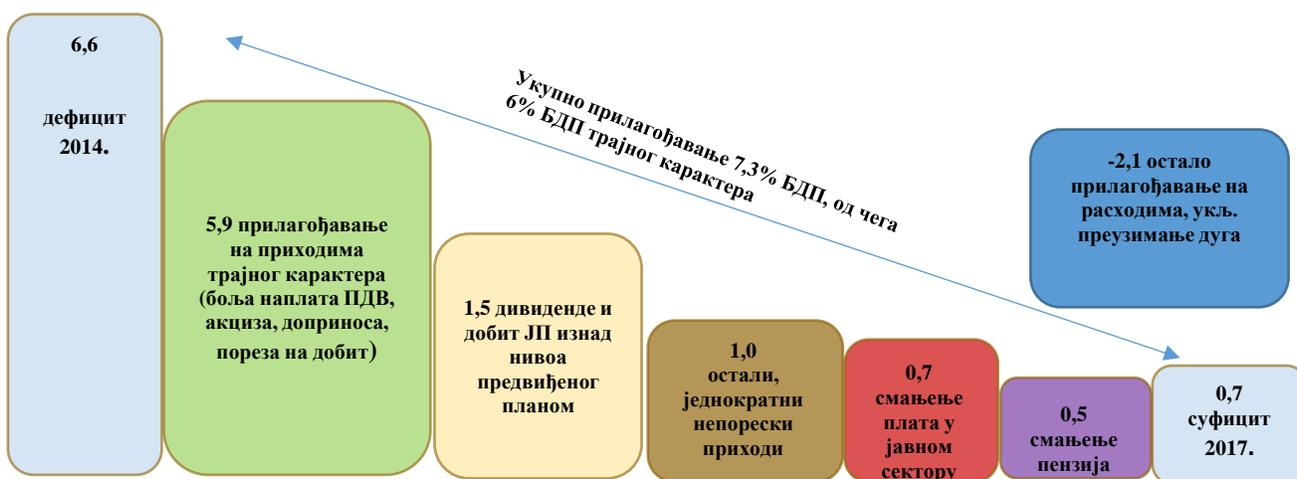 6,6
дефицит
2014.
5,9 прилагођавање
на приходима
трајног карактера
(боља наплата ПДВ,
акциза, доприноса,
пореза на добит)
1,5 дивиденде и
добит ЈП изнад
нивоа
предвиђеног
планом
1,0
остали,
једнократни
непорески
приходи
0,7
смањење
плата у
јавном
сектору
0,5
смањење
пензија
0,7
суфицит
2017.
-2,1 остало
прилагођавање на
расходима, укљ.
преузимање дуга
Укупно прилагођавање 7,3% БДП, од чега
6% БДП трајног карактера